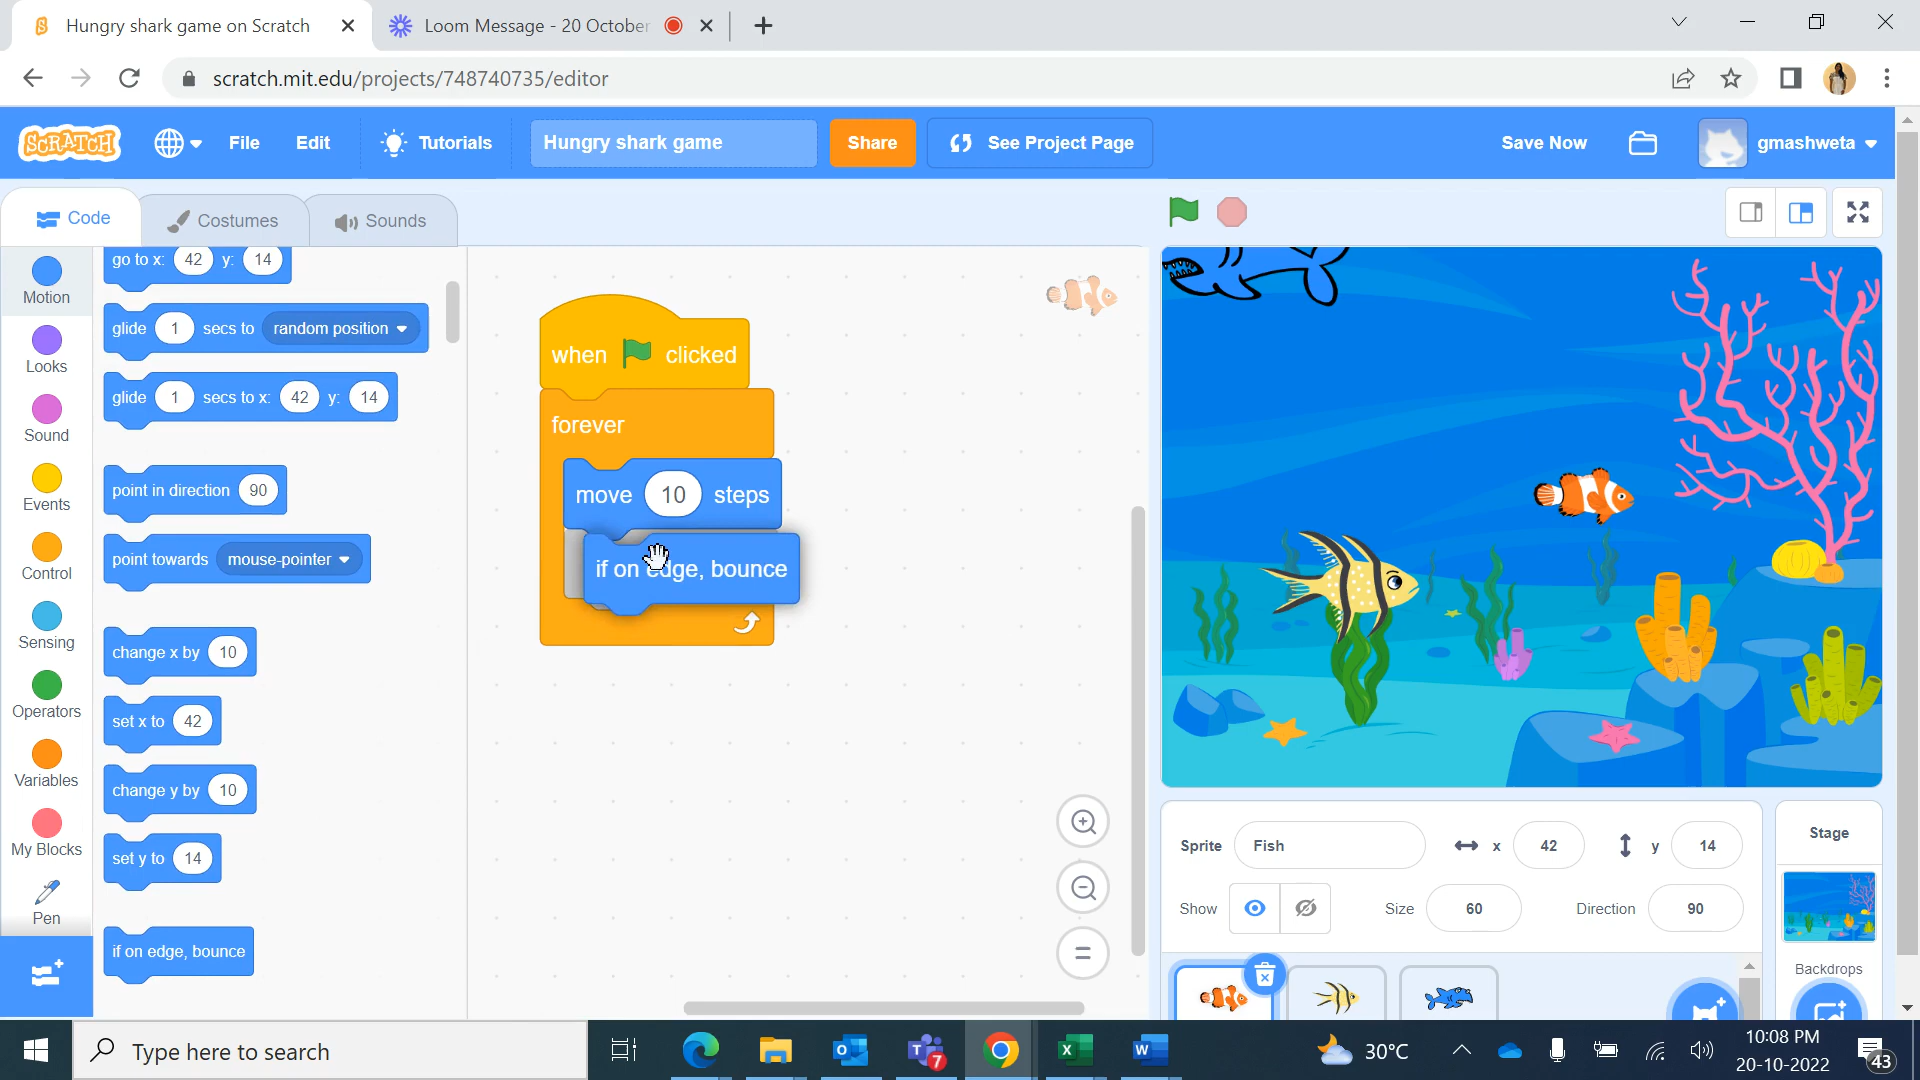 Hungry shark game on Scratch
Loom Message - 20 October
scratch.mit.edu/projects/748740735/editor
SCRATCH
File
Edit
Tutorials
Hungry shark game
Share
See Project Page
Save Now
gmashweta
Code
Costumes
Sounds
Motion
Looks
Sound
Events
Control
Sensing
Operators
Variables
My Blocks
Pen
go to x: 42 y: 14
glide 1 secs to random position
glide 1 secs to x: 42 y: 14
point in direction 90
point towards mouse-pointer
change x by 10
set x to 42
change y by 10
set y to 14
if on edge, bounce
when clicked
forever
move 10 steps
if on edge, bounce
Sprite Fish x 42 y 14
Show Size 60 Direction 90
Stage
Backdrops
Type here to search
7
30°C
10:08 PM
20-10-2022
43